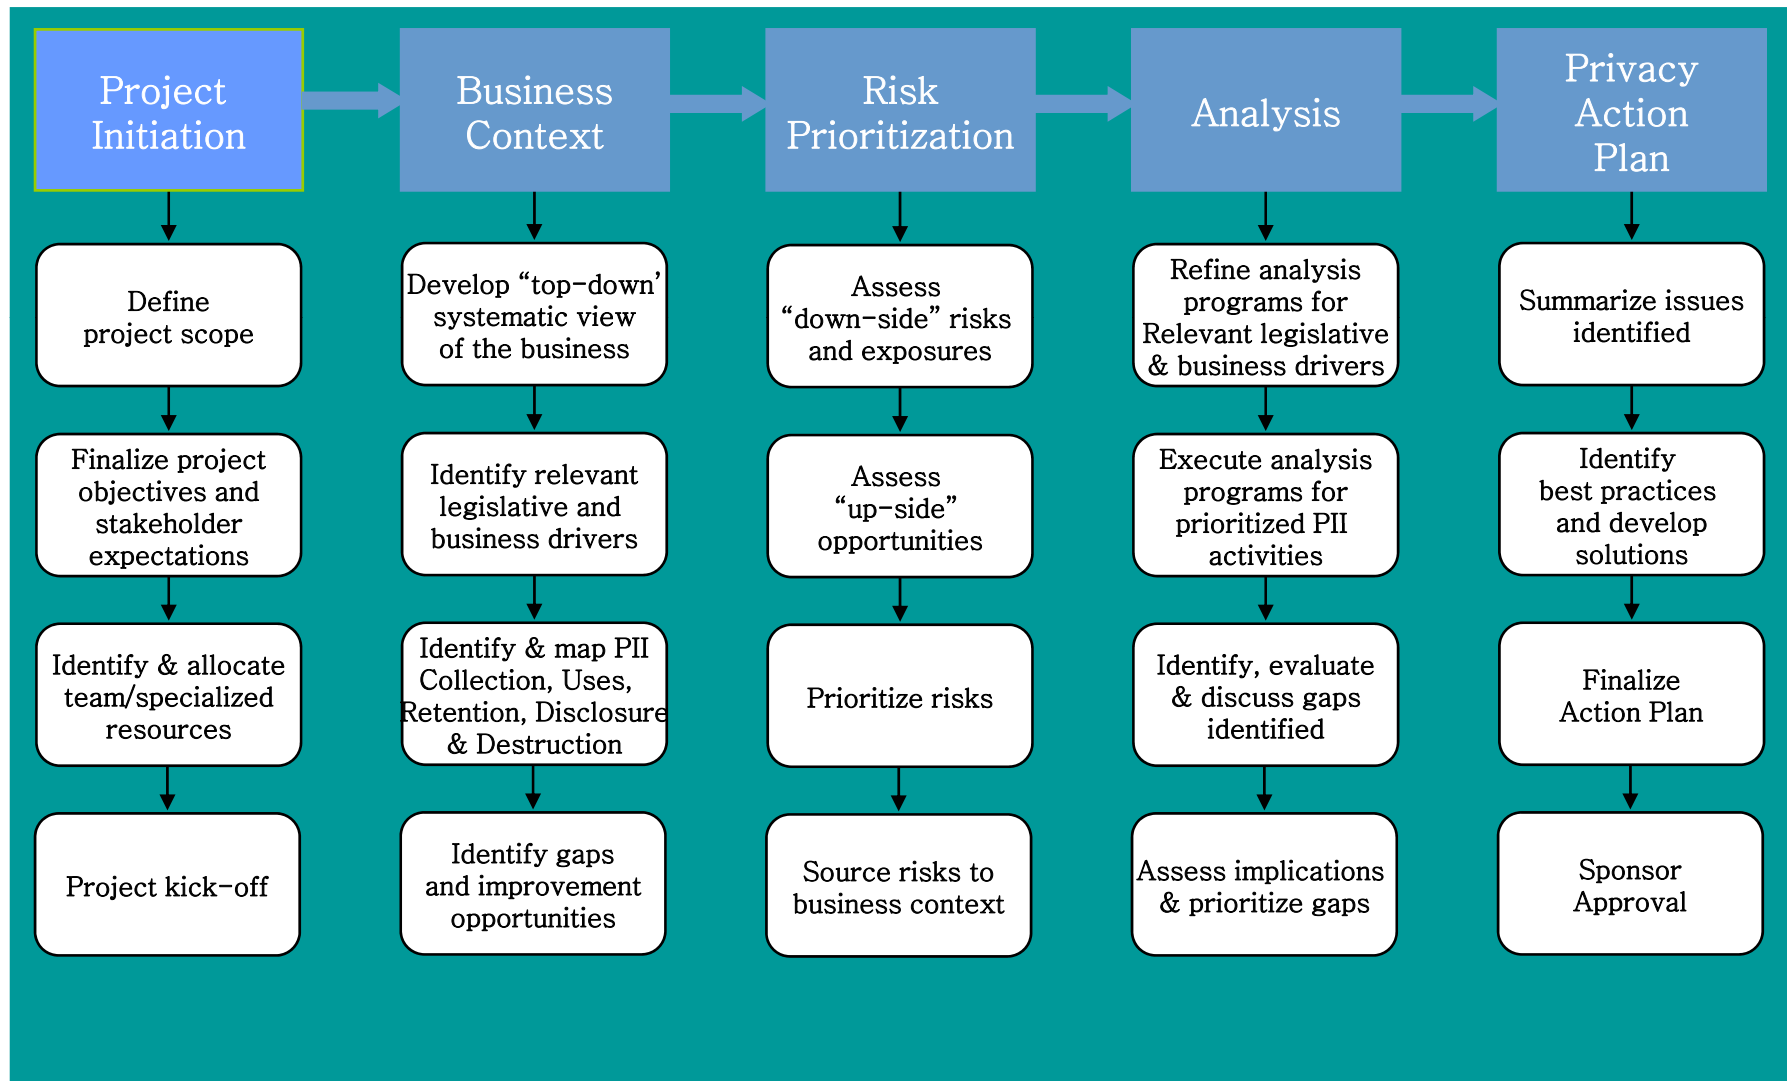 Project
Initiation
Business
Context
Risk
Prioritization
Analysis
Privacy
Action
Plan
Define
project scope
Finalize project
objectives and
stakeholder
expectations
Identify & allocate
team/specialized
resources
Project kick-off
Develop “top-down’
systematic view
of the business
Identify relevant
legislative and
business drivers
Identify & map PII
Collection, Uses,
Retention, Disclosure
& Destruction
Identify gaps
and improvement
opportunities
Assess
“down-side” risks
and exposures
Assess
“up-side”
opportunities
Prioritize risks
Source risks to
business context
Refine analysis
programs for
Relevant legislative
& business drivers
Execute analysis
programs for
prioritized PII
activities
Identify, evaluate
& discuss gaps
identified
Assess implications
& prioritize gaps
Summarize issues
identified
Identify
best practices
and develop
solutions
Finalize
Action Plan
Sponsor
Approval